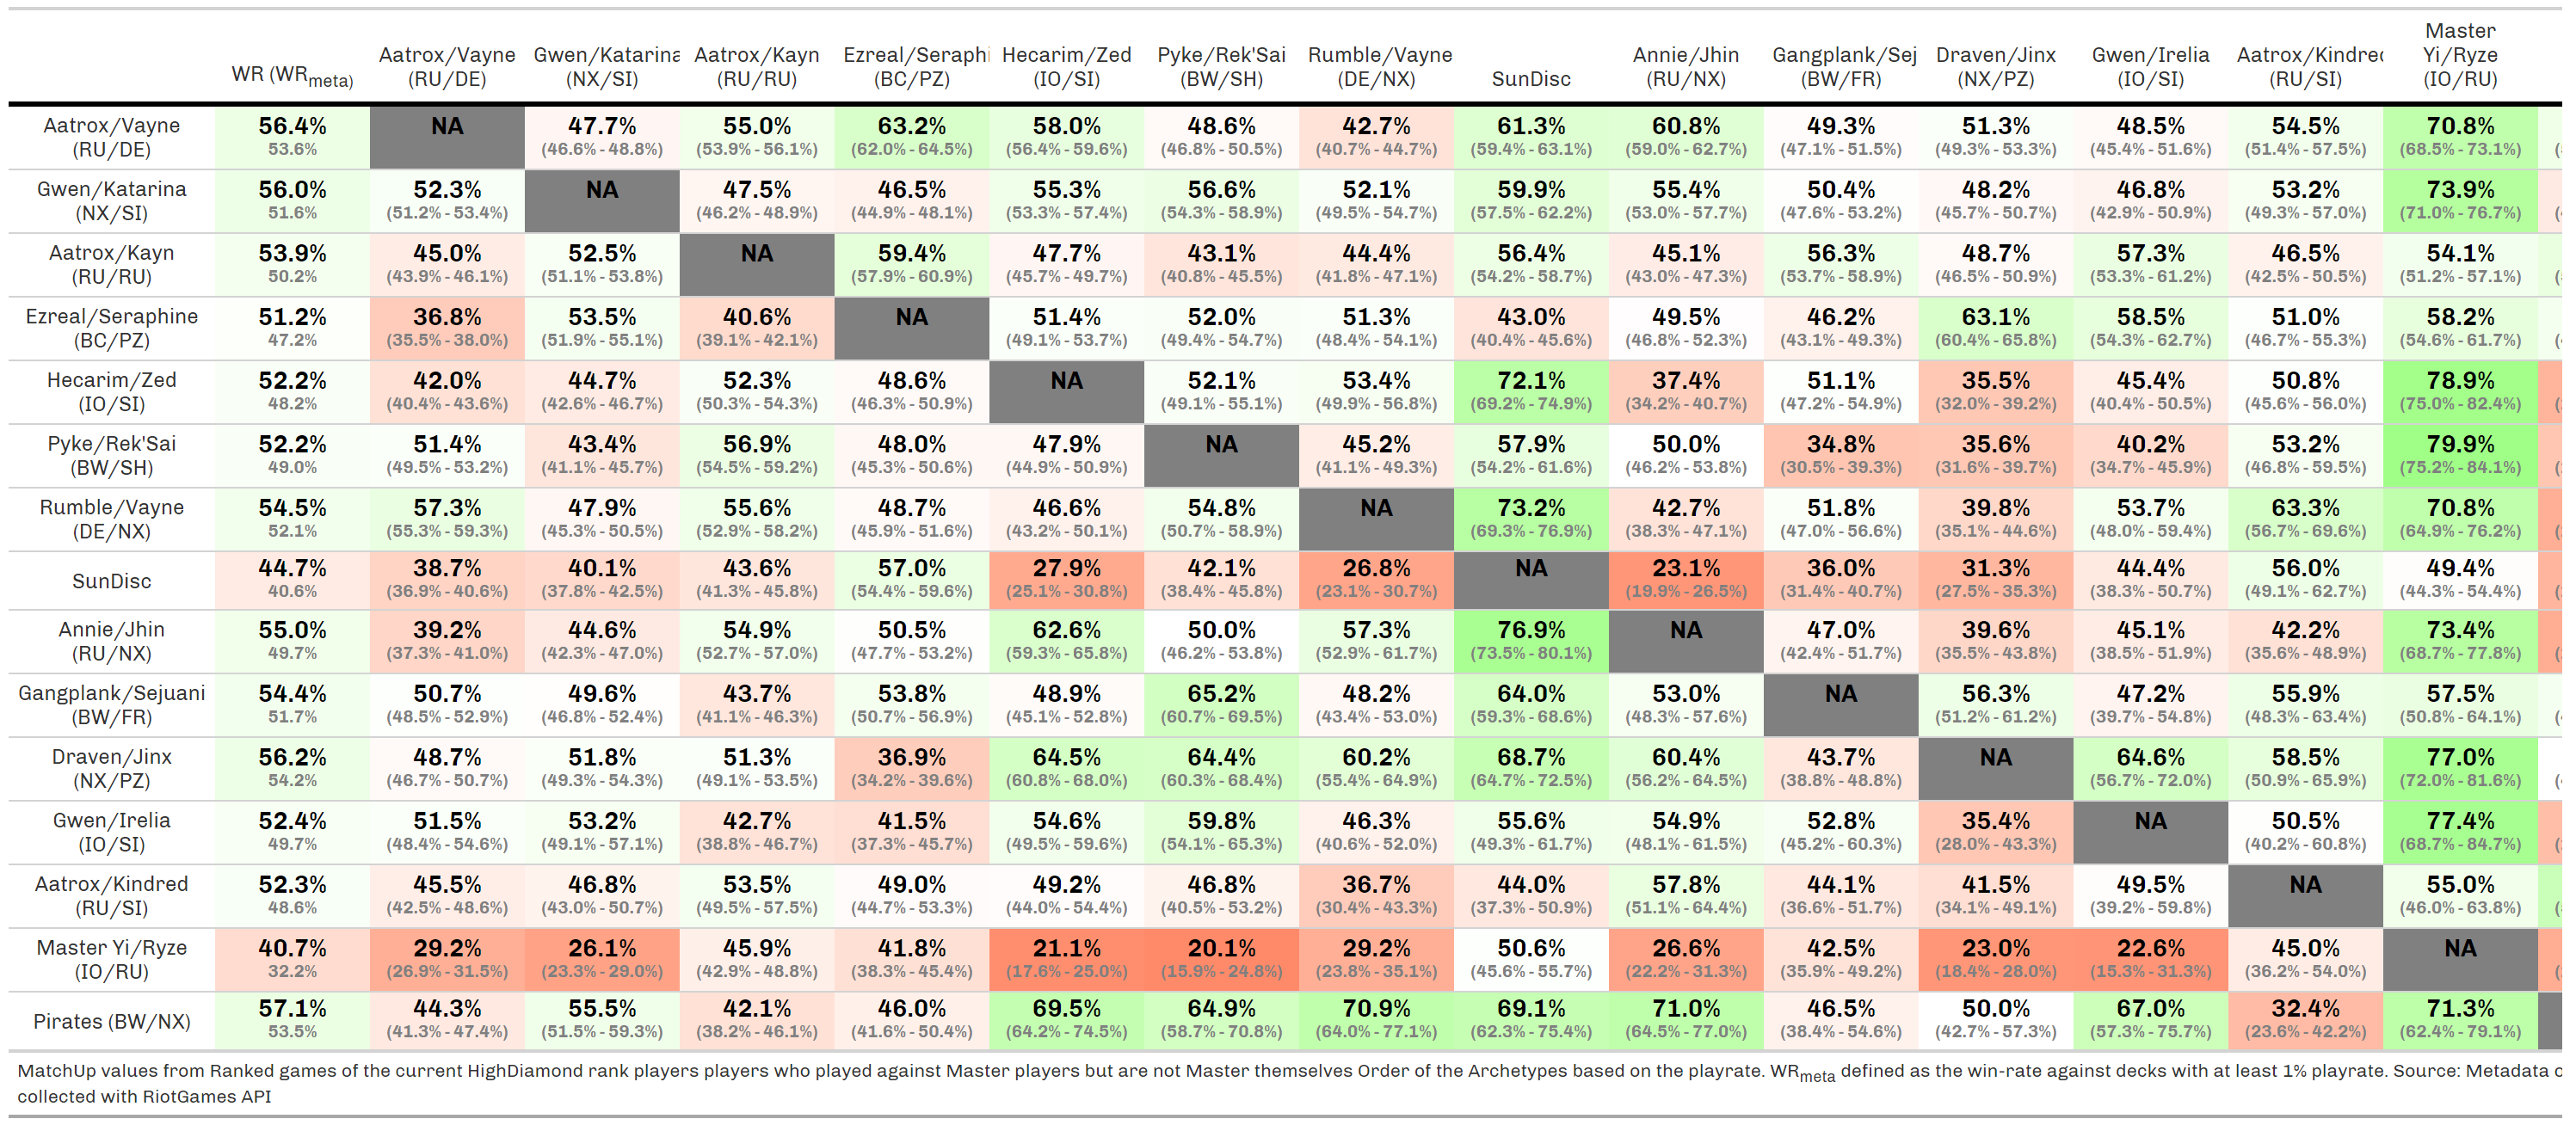 WR (WRmeta) Aatrox/Vayne (RU/DE) Gwen/Katarina (NX/SI) Aatrox/Kayn (RU/RU) Ezreal/Seraphi (BC/PZ) Hecarim/Zed (IO/SI) Pyke/Rek'Sai (BW/SH) Rumble/Vayne (DE/NX) SunDisc Annie/Jhin (RU/NX) Gangplank/Sej (BW/FR) Draven/Jinx (NX/PZ) Gwen/Irelia (IO/SI) Aatrox/Kindred (RU/SI) Master Yi/Ryze (IO/RU)
Aatrox/Vayne 56.4% NA 47.7% 55.0% 63.2% 58.0% 48.6% 42.7% 61.3% 60.8% 49.3% 51.3% 48.5% 54.5% 70.8%
(RU/DE) 53.6% (46.6% - 48.8%) (53.9% - 56.1%) (62.0% - 64.5%) (56.4% - 59.6%) (46.8% - 50.5%) (40.7% - 44.7%) (59.4% - 63.1%) (59.0% - 62.7%) (47.1% - 51.5%) (49.3% - 53.3%) (45.4% - 51.6%) (51.4% - 57.5%) (68.5% - 73.1%)
Gwen/Katarina 56.0% 52.3% NA 47.5% 46.5% 55.3% 56.6% 52.1% 59.9% 55.4% 50.4% 48.2% 46.8% 53.2% 73.9%
(NX/SI) 51.6% (51.2% - 53.4%) (46.2% - 48.9%) (44.9% - 48.1%) (53.3% - 57.4%) (54.3% - 58.9%) (49.5% - 54.7%) (57.5% - 62.2%) (53.0% - 57.7%) (47.6% - 53.2%) (45.7% - 50.7%) (42.9% - 50.9%) (49.3% - 57.0%) (71.0% - 76.7%)
Aatrox/Kayn 53.9% 45.0% 52.5% NA 59.4% 47.7% 43.1% 44.4% 56.4% 45.1% 56.3% 48.7% 57.3% 46.5% 54.1%
(RU/RU) 50.2% (43.9% - 46.1%) (51.1% - 53.8%) (57.9% - 60.9%) (45.7% - 49.7%) (40.8% - 45.5%) (41.8% - 47.1%) (54.2% - 58.7%) (43.0% - 47.3%) (53.7% - 58.9%) (46.5% - 50.9%) (53.3% - 61.2%) (42.5% - 50.5%) (51.2% - 57.1%)
Ezreal/Seraphine 51.2% 36.8% 53.5% 40.6% NA 51.4% 52.0% 51.3% 43.0% 49.5% 46.2% 63.1% 58.5% 51.0% 58.2%
(BC/PZ) 47.2% (35.5% - 38.0%) (51.9% - 55.1%) (39.1% - 42.1%) (49.1% - 53.7%) (49.4% - 54.7%) (48.4% - 54.1%) (40.4% - 45.6%) (46.8% - 52.3%) (43.1% - 49.3%) (60.4% - 65.8%) (54.3% - 62.7%) (46.7% - 55.3%) (54.6% - 61.7%)
Hecarim/Zed 52.2% 42.0% 44.7% 52.3% 48.6% NA 52.1% 53.4% 72.1% 37.4% 51.1% 35.5% 45.4% 50.8% 78.9%
(IO/SI) 48.2% (40.4% - 43.6%) (42.6% - 46.7%) (50.3% - 54.3%) (46.3% - 50.9%) (49.1% - 55.1%) (49.9% - 56.8%) (69.2% - 74.9%) (34.2% - 40.7%) (47.2% - 54.9%) (32.0% - 39.2%) (40.4% - 50.5%) (45.6% - 56.0%) (75.0% - 82.4%)
Pyke/Rek'Sai 52.2% 51.4% 43.4% 56.9% 48.0% 47.9% NA 45.2% 57.9% 50.0% 34.8% 35.6% 40.2% 53.2% 79.9%
(BW/SH) 49.0% (49.5% - 53.2%) (41.1% - 45.7%) (54.5% - 59.2%) (45.3% - 50.6%) (44.9% - 50.9%) (41.1% - 49.3%) (54.2% - 61.6%) (46.2% - 53.8%) (30.5% - 39.3%) (31.6% - 39.7%) (34.7% - 45.9%) (46.8% - 59.5%) (75.2% - 84.1%)
Rumble/Vayne 54.5% 57.3% 47.9% 55.6% 48.7% 46.6% 54.8% NA 73.2% 42.7% 51.8% 39.8% 53.7% 63.3% 70.8%
(DE/NX) 52.1% (55.3% - 59.3%) (45.3% - 50.5%) (52.9% - 58.2%) (45.9% - 51.6%) (43.2% - 50.1%) (50.7% - 58.9%) (69.3% - 76.9%) (38.3% - 47.1%) (47.0% - 56.6%) (35.1% - 44.6%) (48.0% - 59.4%) (56.7% - 69.6%) (64.9% - 76.2%)
SunDisc 44.7% 38.7% 40.1% 43.6% 57.0% 27.9% 42.1% 26.8% NA 23.1% 36.0% 31.3% 44.4% 56.0% 49.4%
40.6% (36.9% - 40.6%) (37.8% - 42.5%) (41.3% - 45.8%) (54.4% - 59.6%) (25.1% - 30.8%) (38.4% - 45.8%) (23.1% - 30.7%) (19.9% - 26.5%) (31.4% - 40.7%) (27.5% - 35.3%) (38.3% - 50.7%) (49.1% - 62.7%) (44.3% - 54.4%)
Annie/Jhin 55.0% 39.2% 44.6% 54.9% 50.5% 62.6% 50.0% 57.3% 76.9% NA 47.0% 39.6% 45.1% 42.2% 73.4%
(RU/NX) 49.7% (37.3% - 41.0%) (42.3% - 47.0%) (52.7% - 57.0%) (47.7% - 53.2%) (59.3% - 65.8%) (46.2% - 53.8%) (52.9% - 61.7%) (73.5% - 80.1%) (42.4% - 51.7%) (35.5% - 43.8%) (38.5% - 51.9%) (35.6% - 48.9%) (68.7% - 77.8%)
Gangplank/Sejuani 54.4% 50.7% 49.6% 43.7% 53.8% 48.9% 65.2% 48.2% 64.0% 53.0% NA 56.3% 47.2% 55.9% 57.5%
(BW/FR) 51.7% (48.5% - 52.9%) (46.8% - 52.4%) (41.1% - 46.3%) (50.7% - 56.9%) (45.1% - 52.8%) (60.7% - 69.5%) (43.4% - 53.0%) (59.3% - 68.6%) (48.3% - 57.6%) (51.2% - 61.2%) (39.7% - 54.8%) (48.3% - 63.4%) (50.8% - 64.1%)
Draven/Jinx 56.2% 48.7% 51.8% 51.3% 36.9% 64.5% 64.4% 60.2% 68.7% 60.4% 43.7% NA 64.6% 58.5% 77.0%
(NX/PZ) 54.2% (46.7% - 50.7%) (49.3% - 54.3%) (49.1% - 53.5%) (34.2% - 39.6%) (60.8% - 68.0%) (60.3% - 68.4%) (55.4% - 64.9%) (64.7% - 72.5%) (56.2% - 64.5%) (38.8% - 48.8%) (56.7% - 72.0%) (50.9% - 65.9%) (72.0% - 81.6%)
Gwen/Irelia 52.4% 51.5% 53.2% 42.7% 41.5% 54.6% 59.8% 46.3% 55.6% 54.9% 52.8% 35.4% NA 50.5% 77.4%
(IO/SI) 49.7% (48.4% - 54.6%) (49.1% - 57.1%) (38.8% - 46.7%) (37.3% - 45.7%) (49.5% - 59.6%) (54.1% - 65.3%) (40.6% - 52.0%) (49.3% - 61.7%) (48.1% - 61.5%) (45.2% - 60.3%) (28.0% - 43.3%) (40.2% - 60.8%) (68.7% - 84.7%)
Aatrox/Kindred 52.3% 45.5% 46.8% 53.5% 49.0% 49.2% 46.8% 36.7% 44.0% 57.8% 44.1% 41.5% 49.5% NA 55.0%
(RU/SI) 48.6% (42.5% - 48.6%) (43.0% - 50.7%) (49.5% - 57.5%) (44.7% - 53.3%) (44.0% - 54.4%) (40.5% - 53.2%) (30.4% - 43.3%) (37.3% - 50.9%) (51.1% - 64.4%) (36.6% - 51.7%) (34.1% - 49.1%) (39.2% - 59.8%) (46.0% - 63.8%)
Master Yi/Ryze 40.7% 29.2% 26.1% 45.9% 41.8% 21.1% 20.1% 29.2% 50.6% 26.6% 42.5% 23.0% 22.6% 45.0% NA
(IO/RU) 32.2% (26.9% - 31.5%) (23.3% - 29.0%) (42.9% - 48.8%) (38.3% - 45.4%) (17.6% - 25.0%) (15.9% - 24.8%) (23.8% - 35.1%) (45.6% - 55.7%) (22.2% - 31.3%) (35.9% - 49.2%) (18.4% - 28.0%) (15.3% - 31.3%) (36.2% - 54.0%)
Pirates (BW/NX) 57.1% 44.3% 55.5% 42.1% 46.0% 69.5% 64.9% 70.9% 69.1% 71.0% 46.5% 50.0% 67.0% 32.4% 71.3%
53.5% (41.3% - 47.4%) (51.5% - 59.3%) (38.2% - 46.1%) (41.6% - 50.4%) (64.2% - 74.5%) (58.7% - 70.8%) (64.0% - 77.1%) (62.3% - 75.4%) (64.5% - 77.0%) (38.4% - 54.6%) (42.7% - 57.3%) (57.3% - 75.7%) (23.6% - 42.2%) (62.4% - 79.1%)
MatchUp values from Ranked games of the current HighDiamond rank players players who played against Master players but are not Master themselves Order of the Archetypes based on the playrate. WRmeta defined as the win-rate against decks with at least 1% playrate. Source: Metadata
collected with RiotGames API